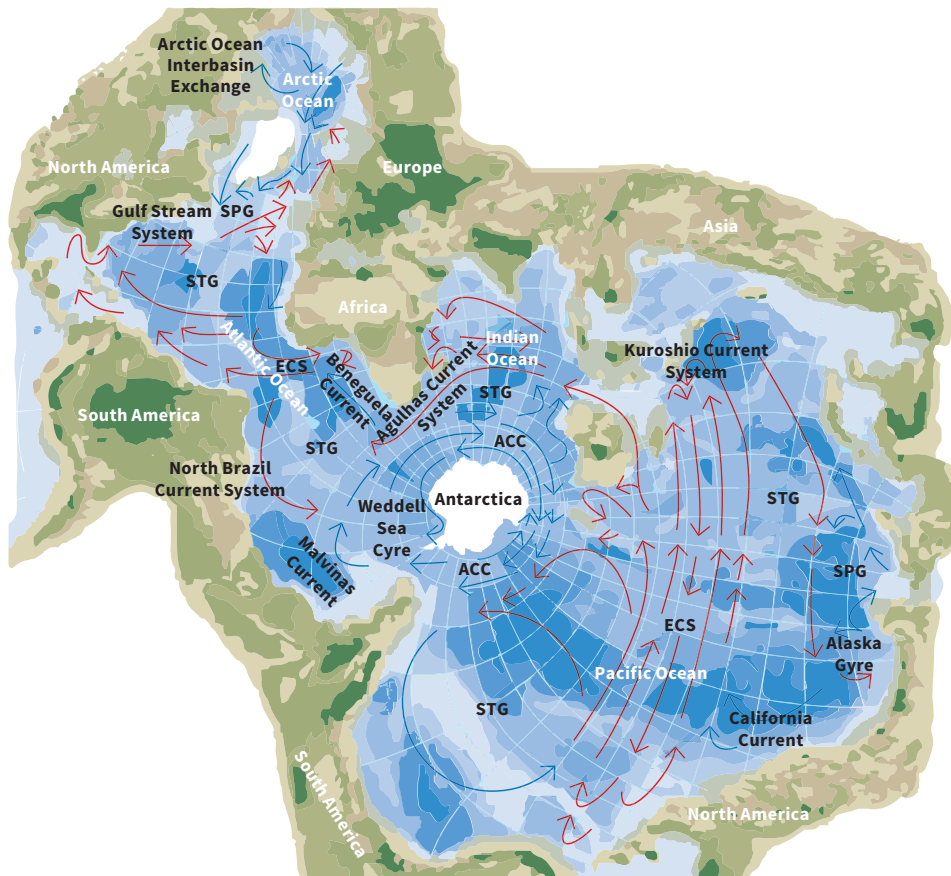 Arctic Ocean
Interbasin
Exchange
Arctic
Ocean
North America
Europe
Gulf Stream
System
SPG
Asia
STG
Africa
Atlantic Ocean
Indian
Ocean
ECS
Beneguela
Current
Agulhas Current
System
Kuroshio Current
System
STG
South America
STG
ACC
North Brazil
Current System
Weddell
Sea
Cyre
Antarctica
STG
Malvinas
Current
ACC
SPG
ECS
Alaska
Gyre
Pacific Ocean
STG
California
Current
South America
North America